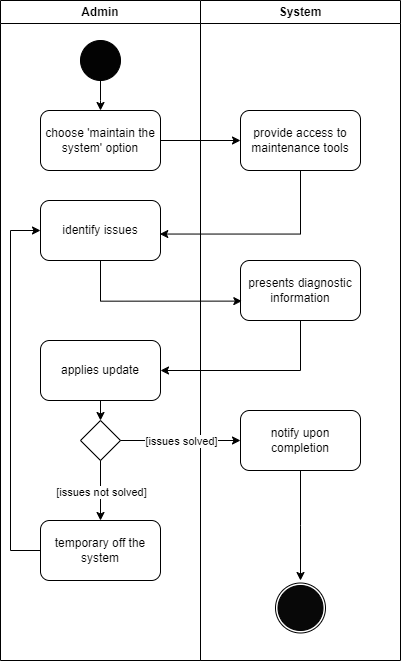 Admin
System
choose 'maintain the
system' option
provide access to
maintenance tools
identify issues
presents diagnostic
information
applies update
[issues solved]
notify upon
completion
[issues not solved]
temporary off the
system